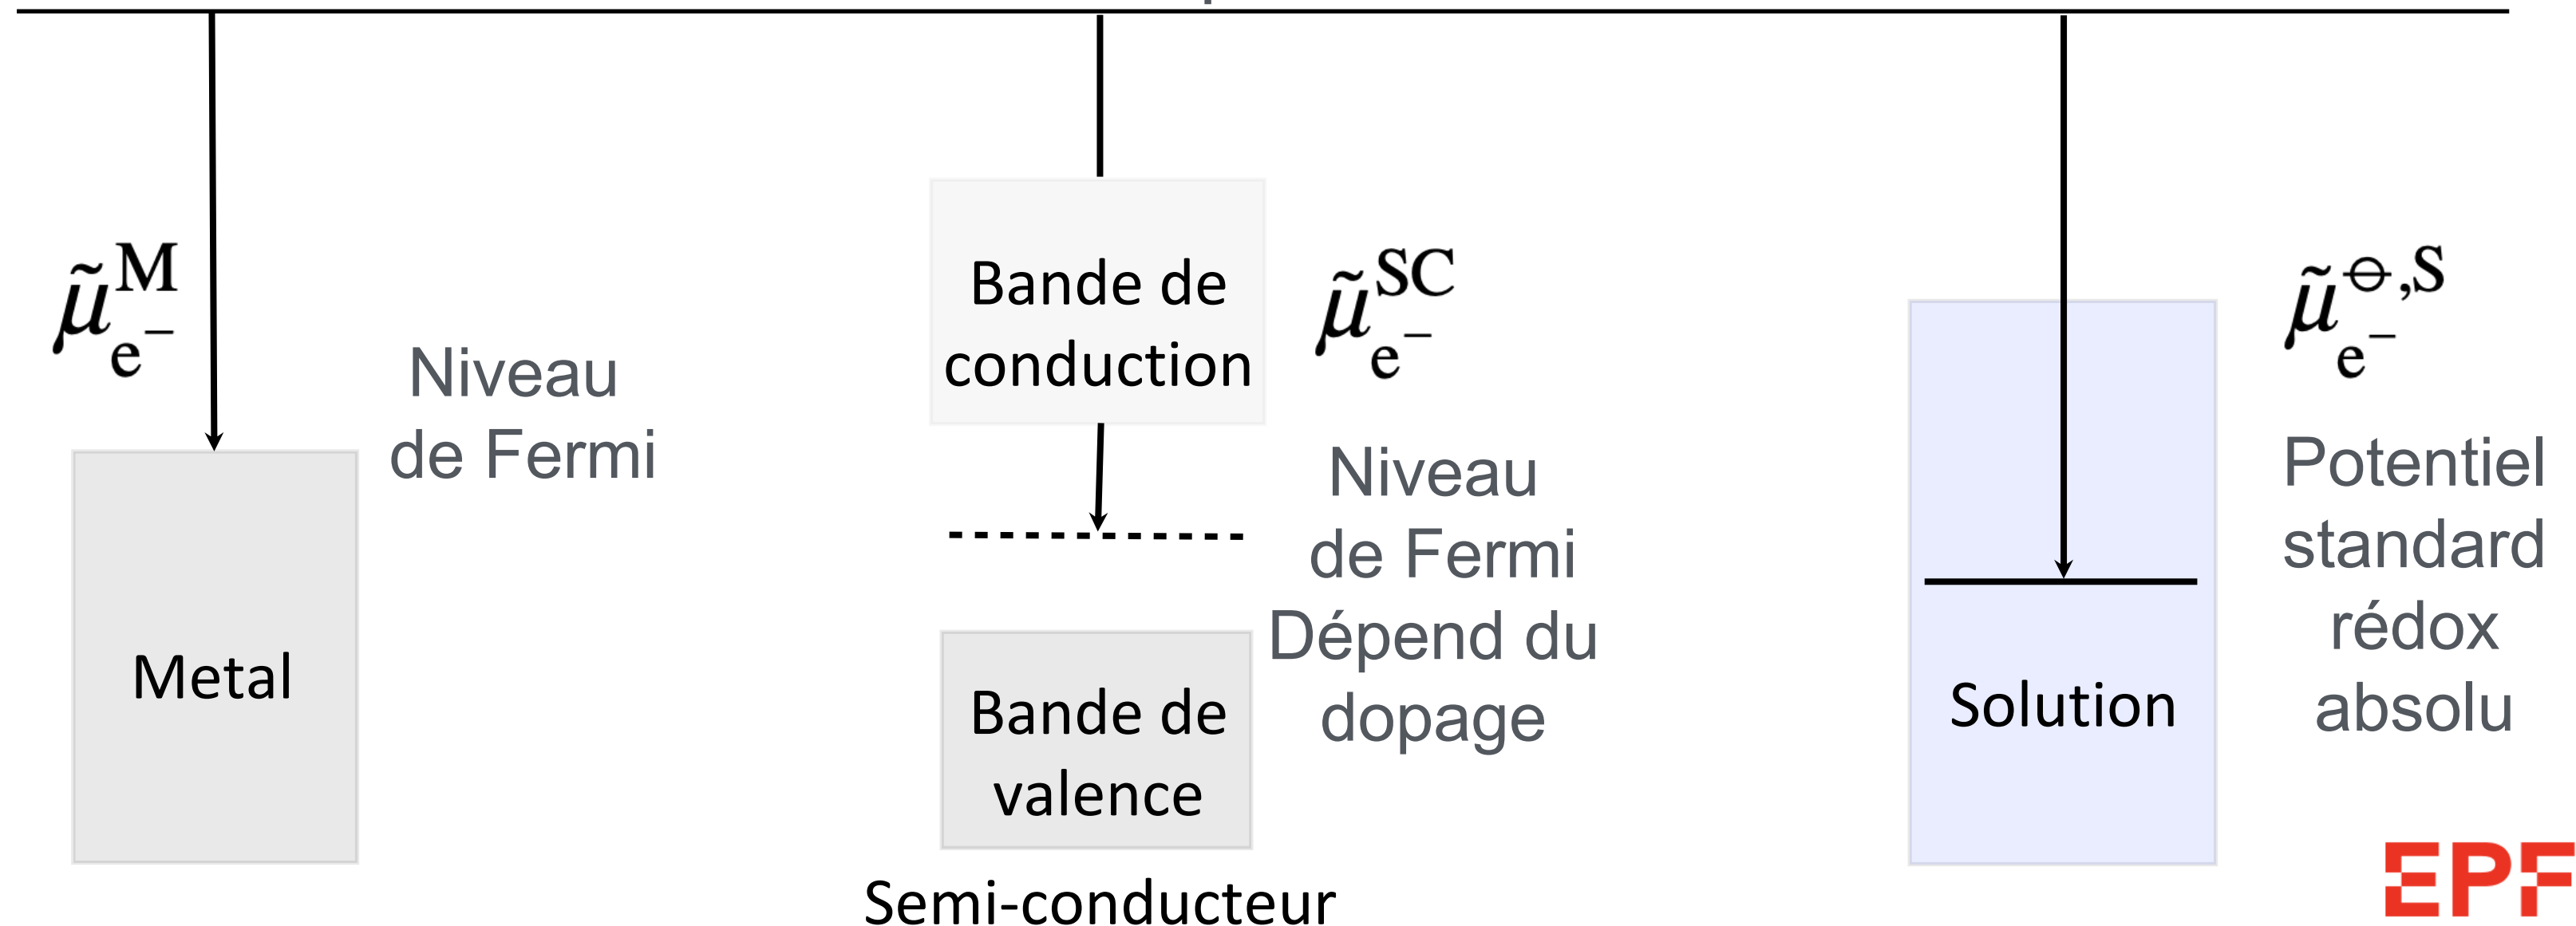 μ̃ₑ₋ᴹ
Niveau
de Fermi
Metal
Bande de
conduction
μ̃ₑ₋ˢᶜ
Niveau
de Fermi
Dépend du
dopage
Bande de
valence
Semi-conducteur
μ̃ₑ₋^⊖,S
Potentiel
standard
rédox
absolu
Solution
EPF